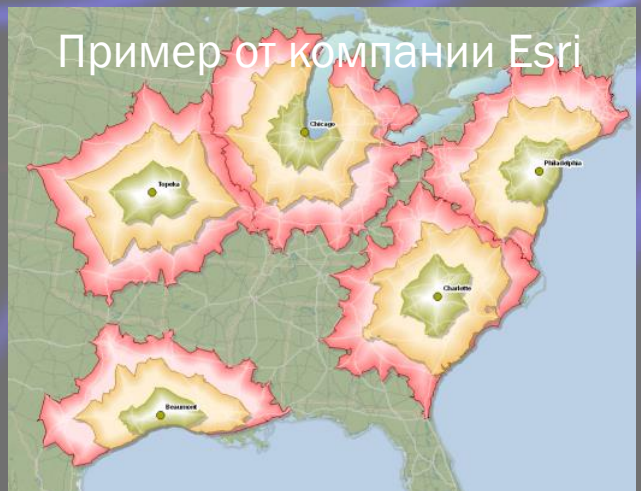 Пример от компании Esri
Chicago
Philadelphia
Topeka
Charlotte
Beaumont